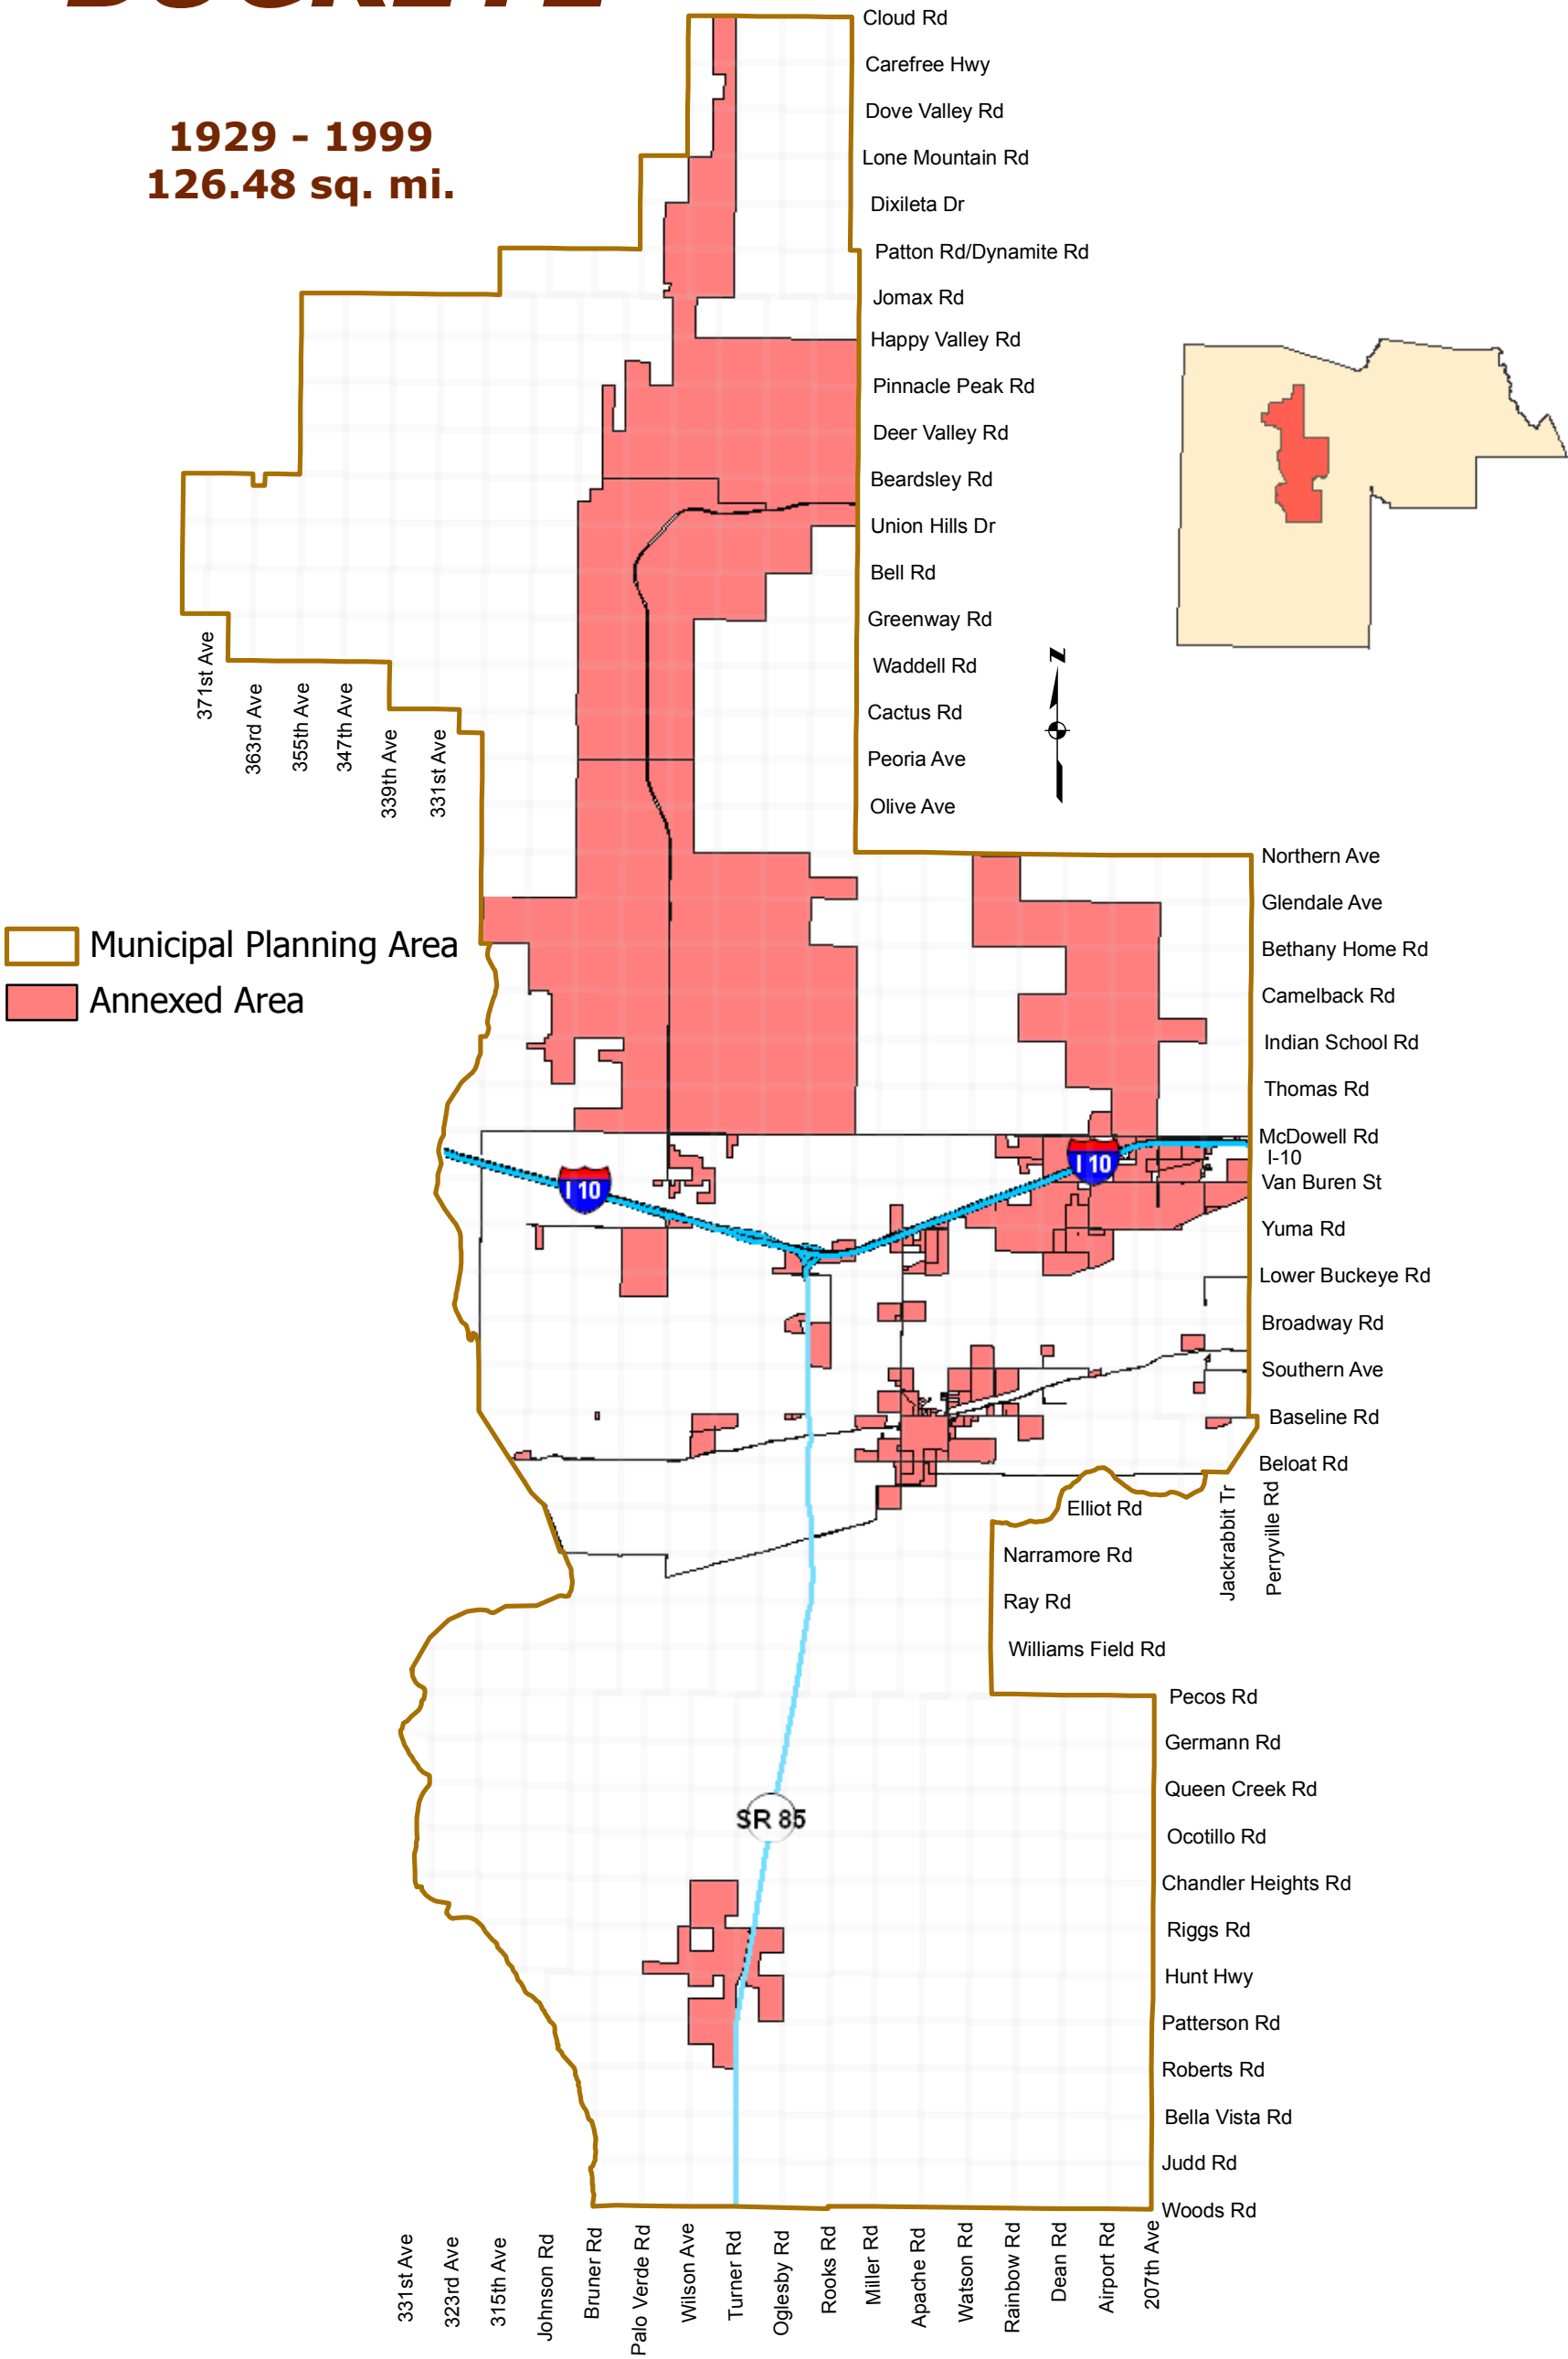 1929 - 1999
126.48 sq. mi.
Cloud Rd
Carefree Hwy
Dove Valley Rd
Lone Mountain Rd
Dixileta Dr
Patton Rd/Dynamite Rd
Jomax Rd
Happy Valley Rd
Pinnacle Peak Rd
Deer Valley Rd
Beardsley Rd
Union Hills Dr
Bell Rd
Greenway Rd
Waddell Rd
Cactus Rd
Peoria Ave
Olive Ave
371st Ave
363rd Ave
355th Ave
347th Ave
339th Ave
331st Ave
N
Northern Ave
Glendale Ave
Bethany Home Rd
Camelback Rd
Indian School Rd
Thomas Rd
McDowell Rd
I-10
Van Buren St
Yuma Rd
Lower Buckeye Rd
Broadway Rd
Southern Ave
Baseline Rd
Beloat Rd
Municipal Planning Area
Annexed Area
I 10
I 10
Elliot Rd
Narramore Rd
Ray Rd
Williams Field Rd
Jackrabbit Tr
Perryville Rd
Pecos Rd
Germann Rd
Queen Creek Rd
Ocotillo Rd
Chandler Heights Rd
Riggs Rd
Hunt Hwy
Patterson Rd
Roberts Rd
Bella Vista Rd
Judd Rd
Woods Rd
SR 85
331st Ave
323rd Ave
315th Ave
Johnson Rd
Bruner Rd
Palo Verde Rd
Wilson Ave
Turner Rd
Oglesby Rd
Rooks Rd
Miller Rd
Apache Rd
Watson Rd
Rainbow Rd
Dean Rd
Airport Rd
207th Ave